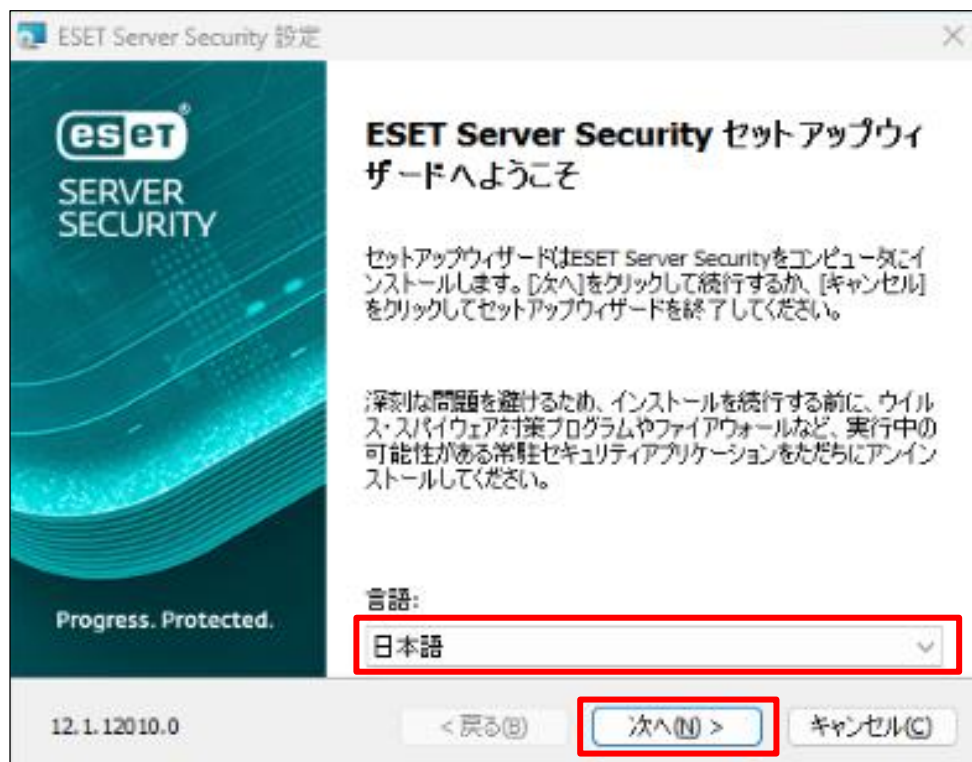 ESET Server Security 設定
eseT
SERVER
SECURITY
ESET Server Security セットアップウィ
ザードへようこそ
セットアップウィザードはESET Server Securityをコンピュータにイ
ンストールします。[次へ]をクリックして続行するか、[キャンセル]
をクリックしてセットアップウィザードを終了してください。
深刻な問題を避けるため、インストールを続行する前に、ウイル
ス・スパイウェア対策プログラムやファイアウォールなど、実行中の
可能性がある常駐セキュリティアプリケーションをただちにアンイン
ストールしてください。
Progress. Protected.
言語:
日本語
12.1.12010.0
< 戻る(B)
次へ(N) >
キャンセル(C)